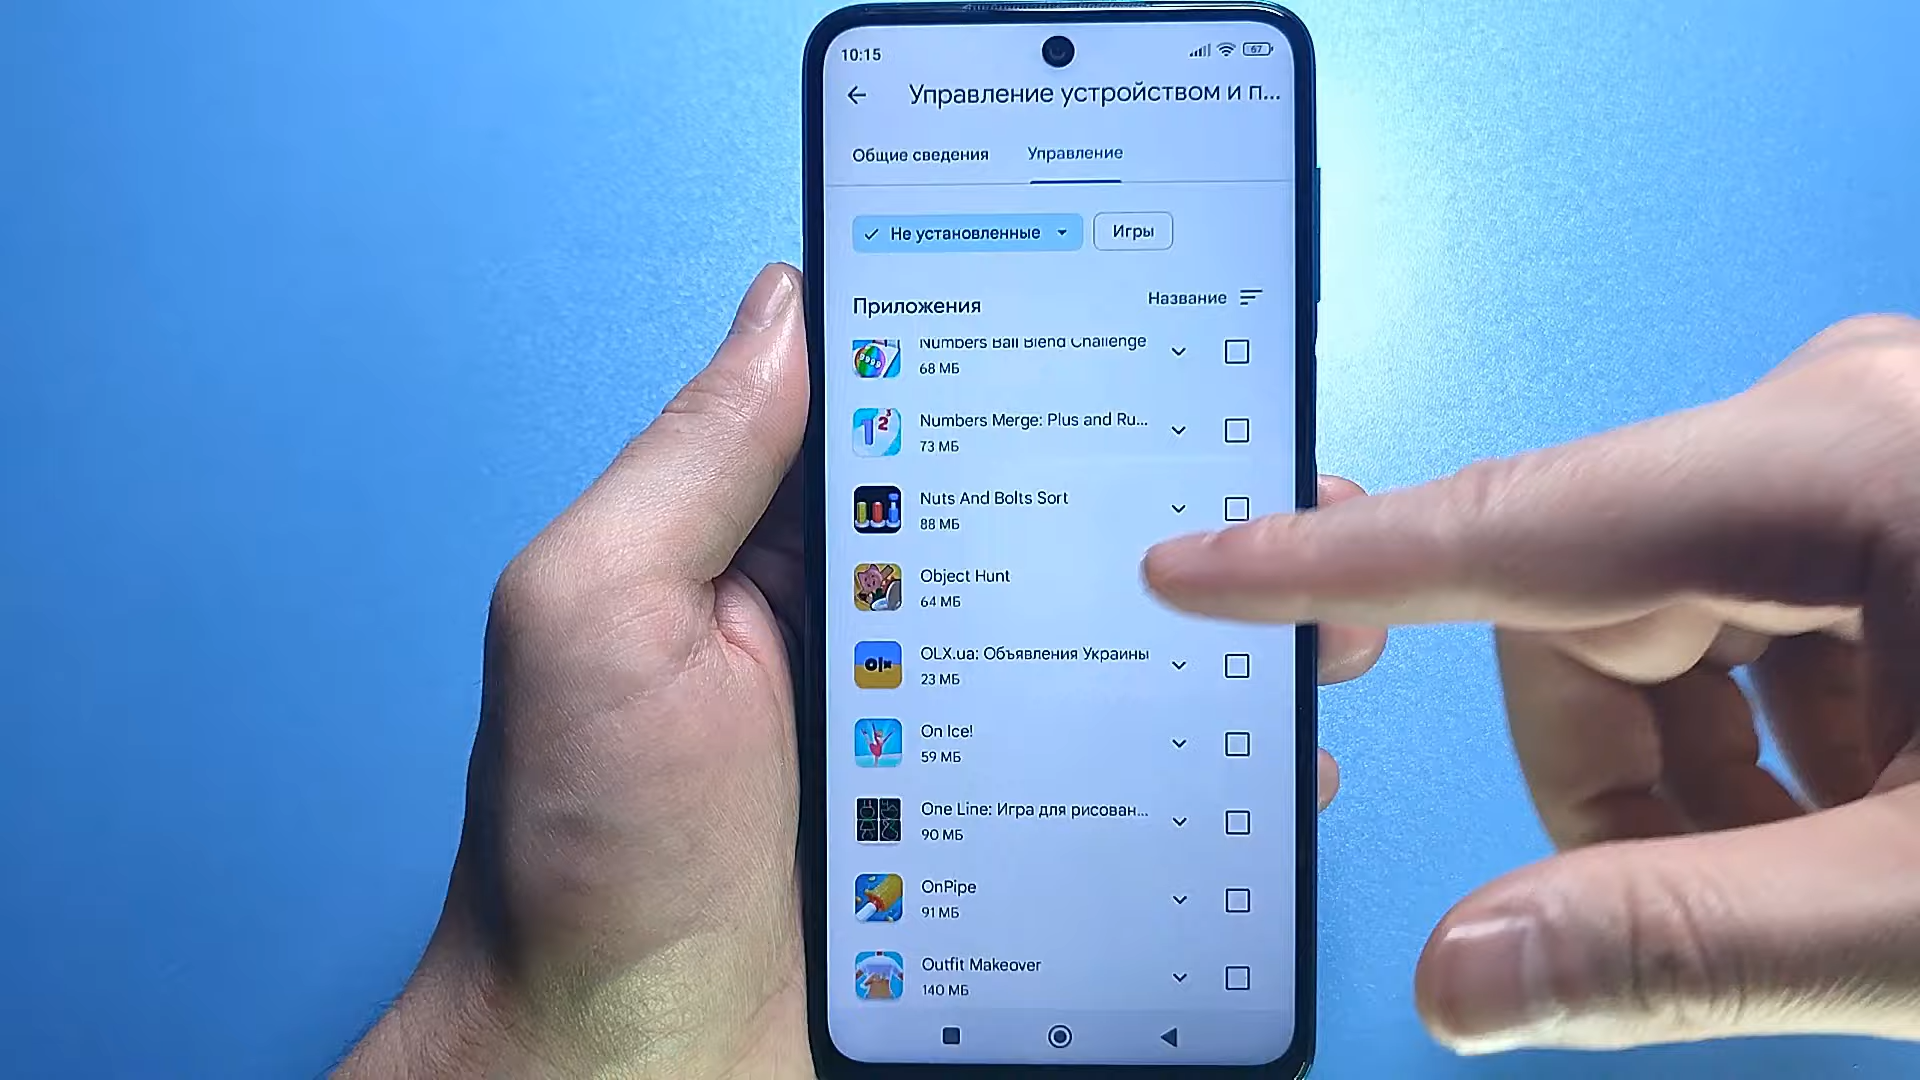 10:15
67
Управление устройством и п...
Общие сведения
Управление
Не установленные
Игры
Приложения
Название
Numbers Ball Blend Challenge
68 МБ
Numbers Merge: Plus and Ru...
73 МБ
Nuts And Bolts Sort
88 МБ
Object Hunt
64 МБ
OLX.ua: Объявления Украины
23 МБ
On Ice!
59 МБ
One Line: Игра для рисован...
90 МБ
OnPipe
91 МБ
Outfit Makeover
140 МБ